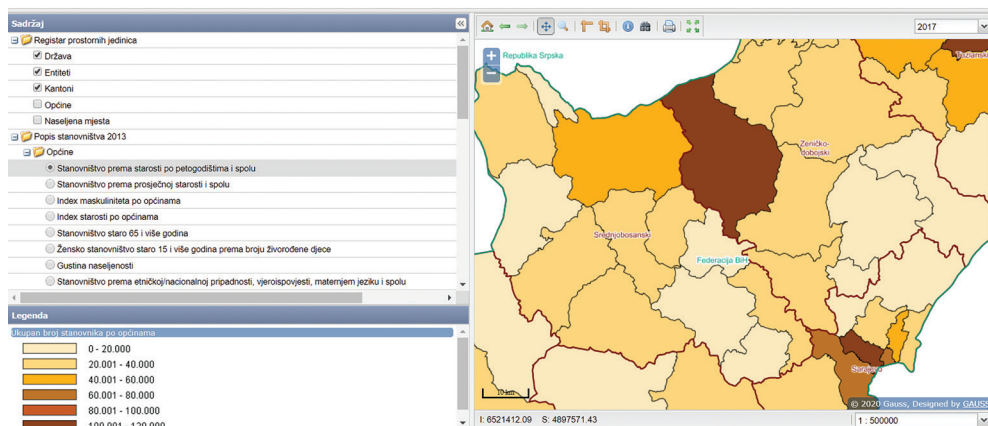 Sadržaj
Registar prostornih jedinica
Država
Entiteti
Kantoni
Općine
Naseljena mjesta
Popis stanovništva 2013
Općine
Stanovništvo prema starosti po petogodištima i spolu
Stanovništvo prema prosječnoj starosti i spolu
Index maskuliniteta po općinama
Index starosti po općinama
Stanovništvo staro 65 i više godina
Žensko stanovništvo staro 15 i više godina prema broju živorođene djece
Gustina naseljenosti
Stanovništvo prema etničkoj/nacionalnoj pripadnosti, vjeroispovjesti, maternjem jeziku i spolu
Legenda
Ukupan broj stanovnika po općinama
0 - 20.000
20.001 - 40.000
40.001 - 60.000
60.001 - 80.000
80.001 - 100.000
100.001 - 120.000
2017
Republika Srpska
Tuzlanski
Zeničko-
dobojski
Srednjobosanski
Federacija BiH
Sarajevo
10 km
© 2020 Gauss, Designed by GAUSS
I: 6521412.09 S: 4897571.43
1 : 500000